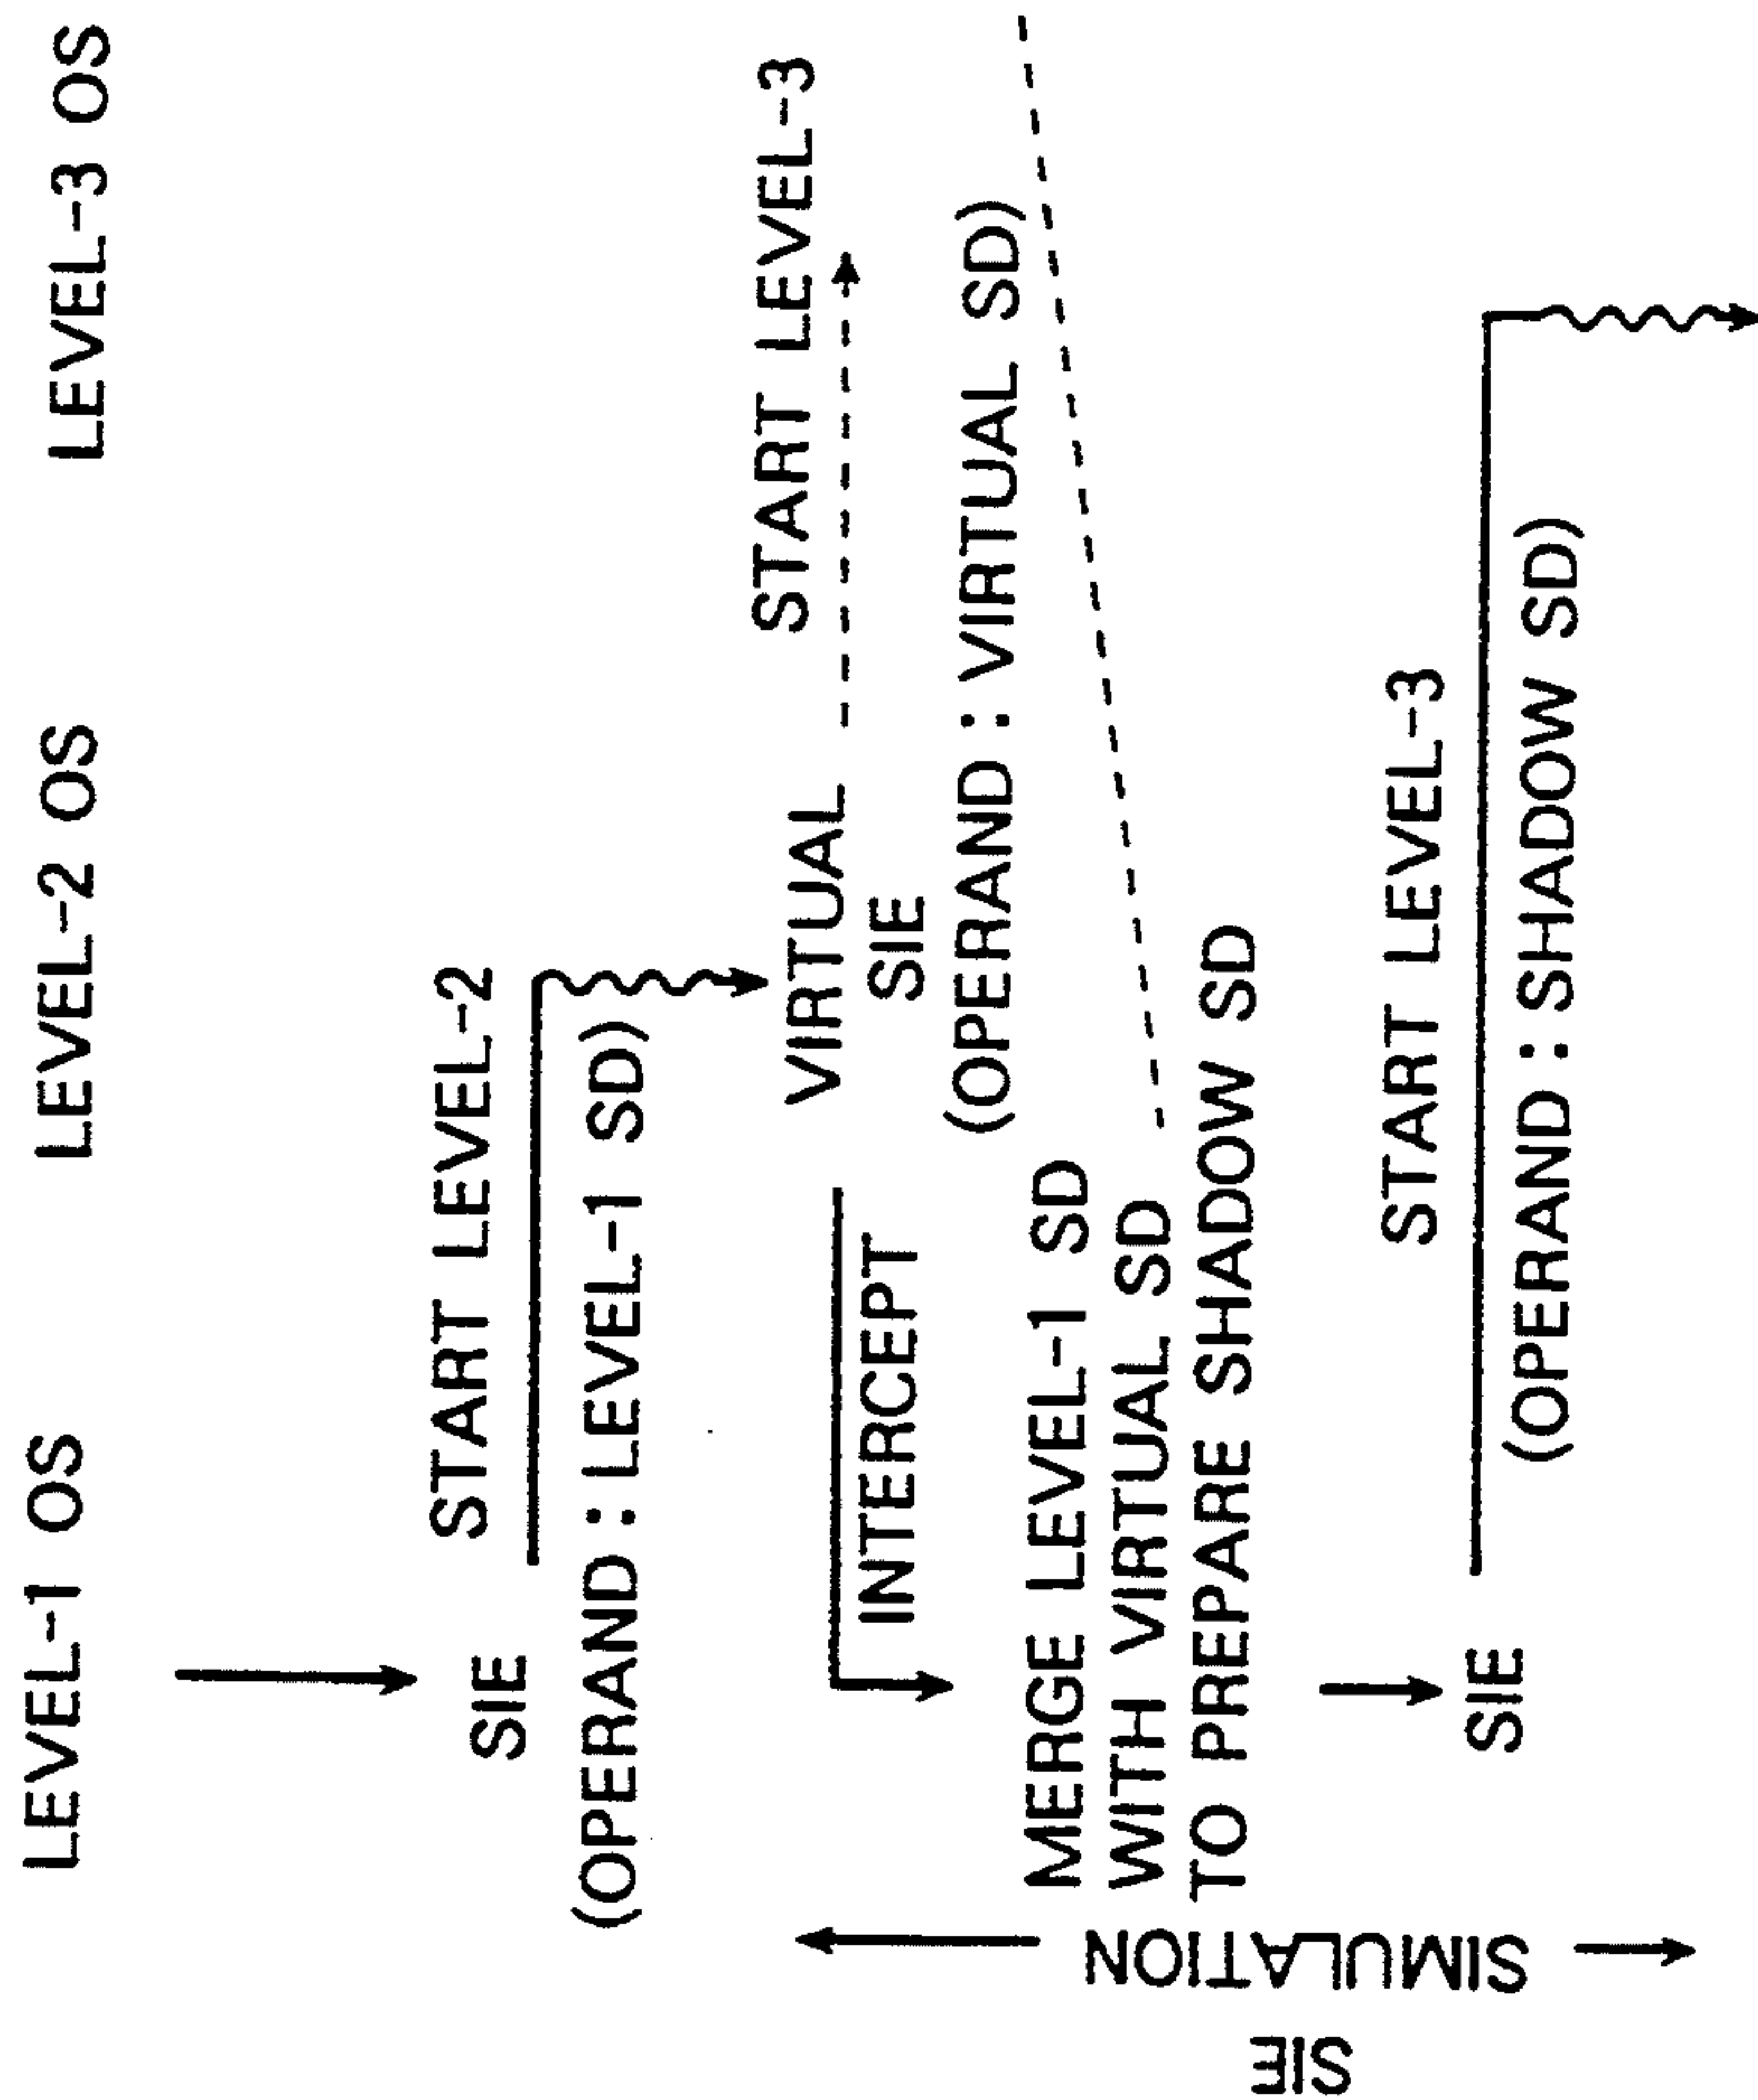 LEVEL-1 OS
LEVEL-2 OS
LEVEL-3 OS
START LEVEL-2
SIE
(OPERAND : LEVEL-1 SD)
START LEVEL-3
VIRTUAL
SIE
INTERCEPT
(OPERAND : VIRTUAL SD)
MERGE LEVEL-1 SD
WITH VIRTUAL SD
TO PREPARE SHADOW SD
SIE
SIMULATION
START LEVEL-3
SIE
(OPERAND : SHADOW SD)